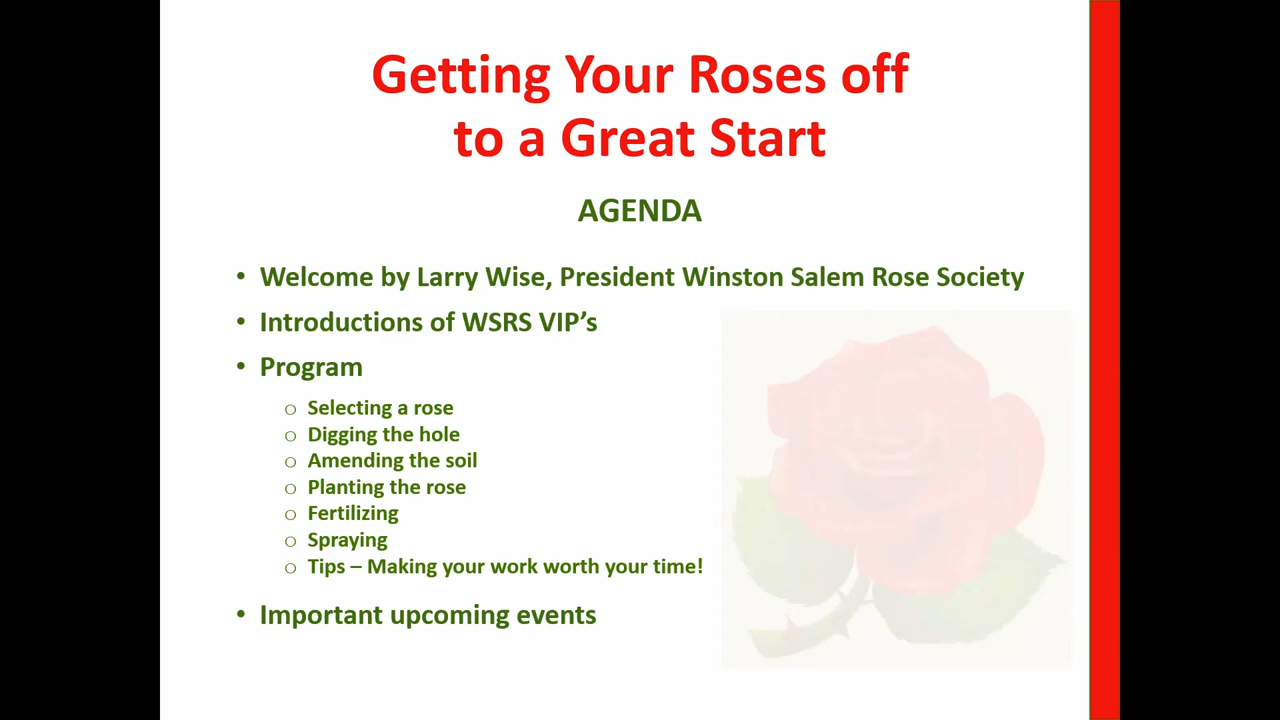 Getting Your Roses off
to a Great Start
AGENDA
• Welcome by Larry Wise, President Winston Salem Rose Society
• Introductions of WSRS VIP’s
• Program
o Selecting a rose
o Digging the hole
o Amending the soil
o Planting the rose
o Fertilizing
o Spraying
o Tips – Making your work worth your time!
• Important upcoming events